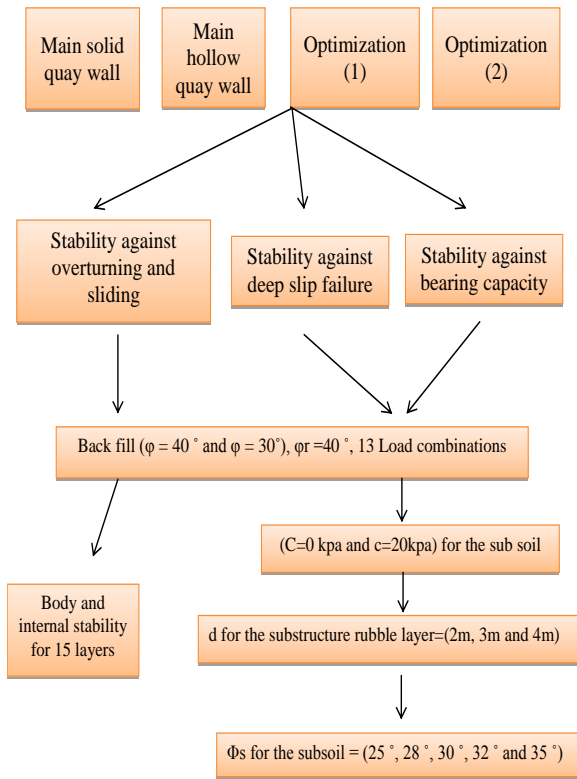 Main solid
quay wall
Main
hollow
quay wall
Optimization
(1)
Optimization
(2)
Stability against
overturning and
sliding
Stability against
deep slip failure
Stability against
bearing capacity
Back fill (φ = 40 ° and φ = 30°), φr =40 °, 13 Load combinations
(C=0 kpa and c=20kpa) for the sub soil
Body and
internal stability
for 15 layers
d for the substructure rubble layer=(2m, 3m and 4m)
Φs for the subsoil = (25 °, 28 °, 30 °, 32 ° and 35 °)